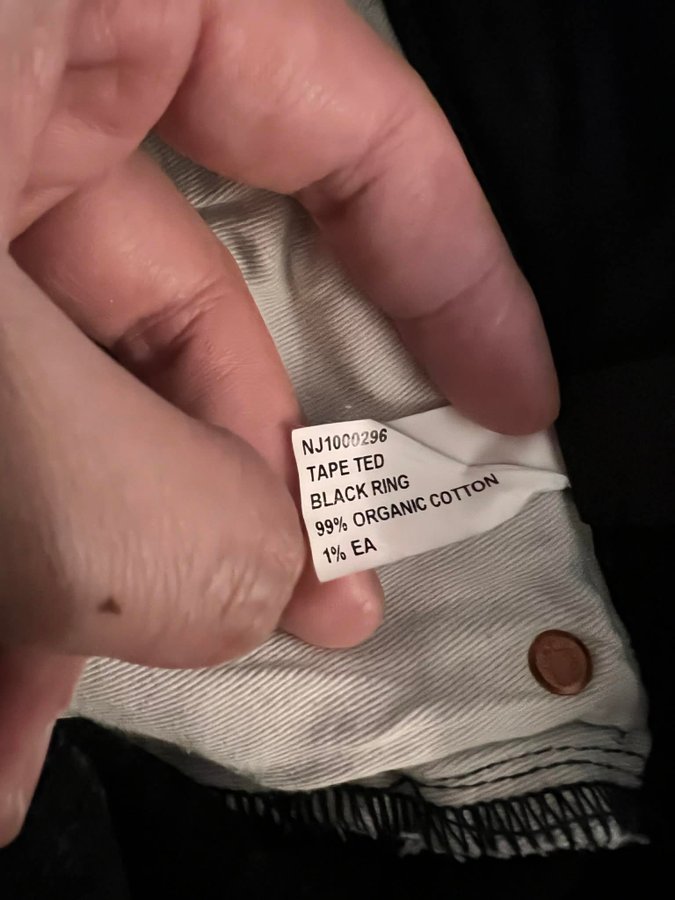 NJ1000296
TAPE TED
BLACK RING
99% ORGANIC COTTON
1% EA